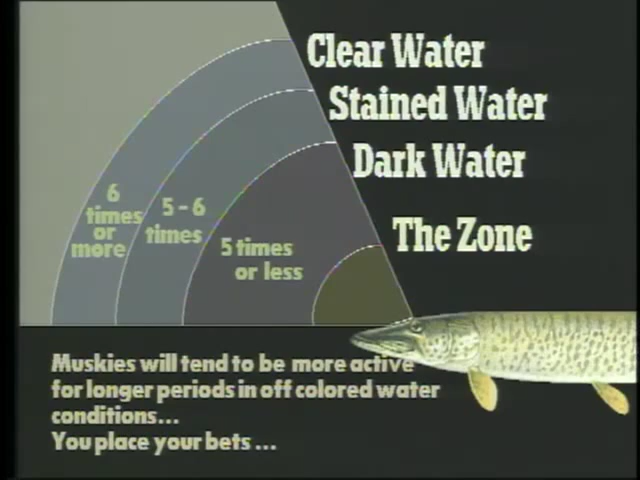 Clear Water
Stained Water
Dark Water
The Zone
6
times
or
more
5 - 6
times
5 times
or less
Muskies will tend to be more active
for longer periods in off colored water
conditions...
You place your bets ...